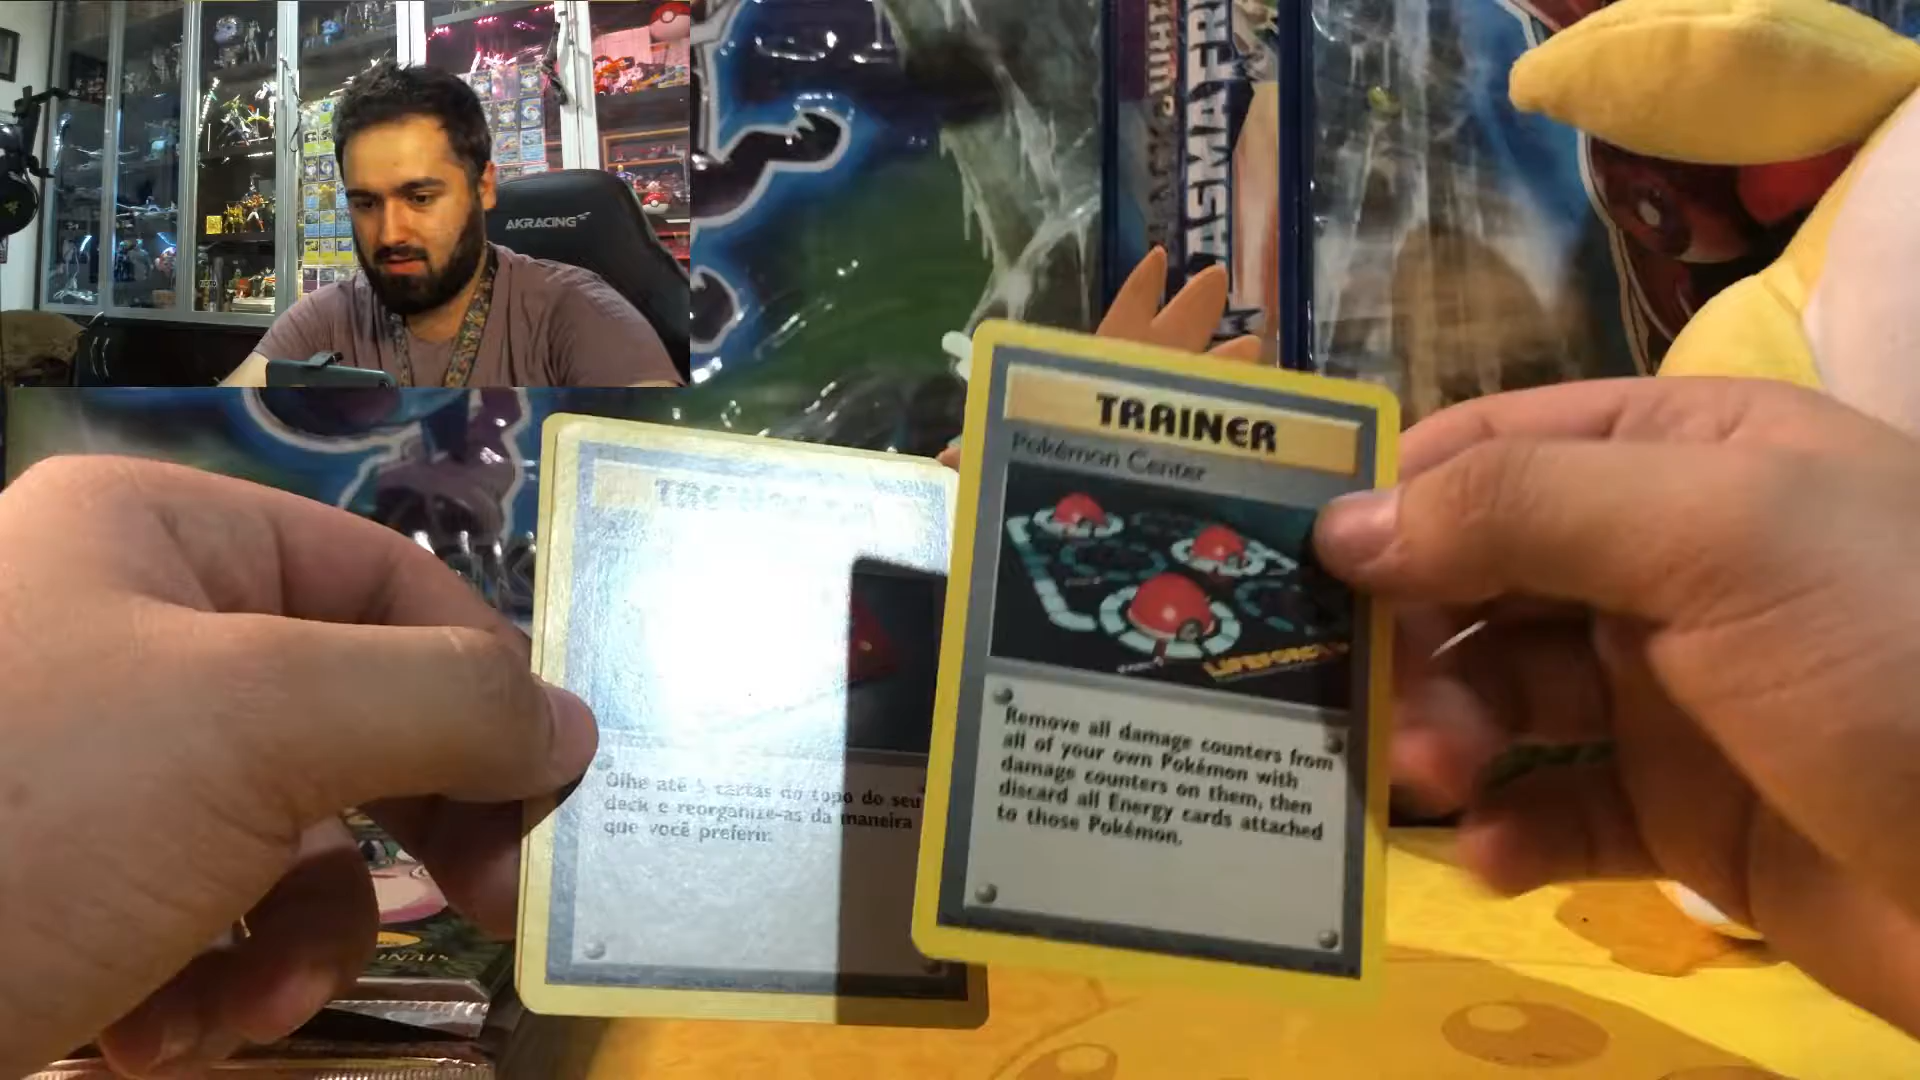 AKRACING
TRAINER
Pokémon Center
LIFEFORCE
Remove all damage counters from
all of your own Pokémon with
damage counters on them, then
discard all Energy cards attached
to those Pokémon.
Olhe até 5 cartas do topo do seu
deck e reorganize-as da maneira
que você preferir.